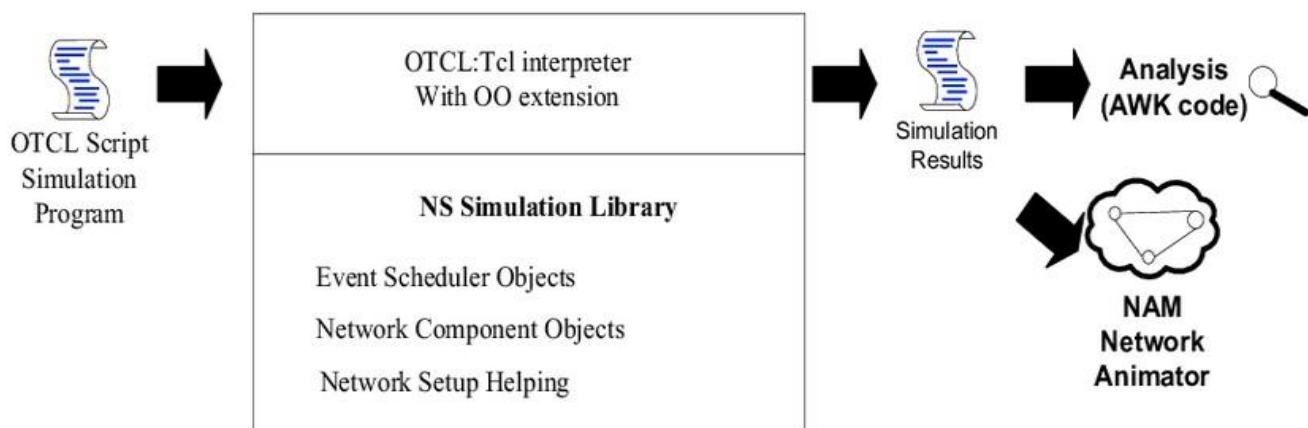 OTCL Script
Simulation
Program
OTCL:Tcl interpreter
With OO extension
NS Simulation Library
Event Scheduler Objects
Network Component Objects
Network Setup Helping
Simulation
Results
Analysis
(AWK code)
NAM
Network
Animator